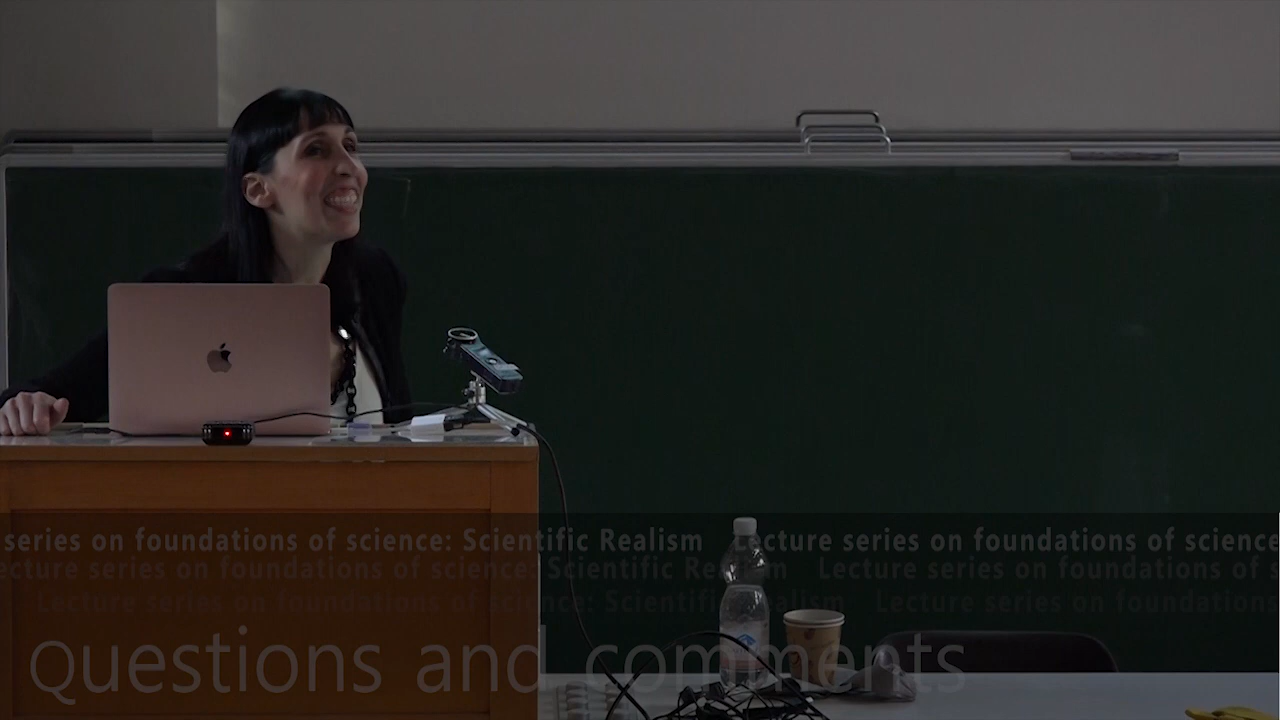 series on foundations of science: Scientific Realism Lecture series on foundations of science
ecture series on foundations of science: Scientific Realism Lecture series on foundations of s
Lecture series on foundations of science: Scientific Realism Lecture series on foundations
Questions and comments